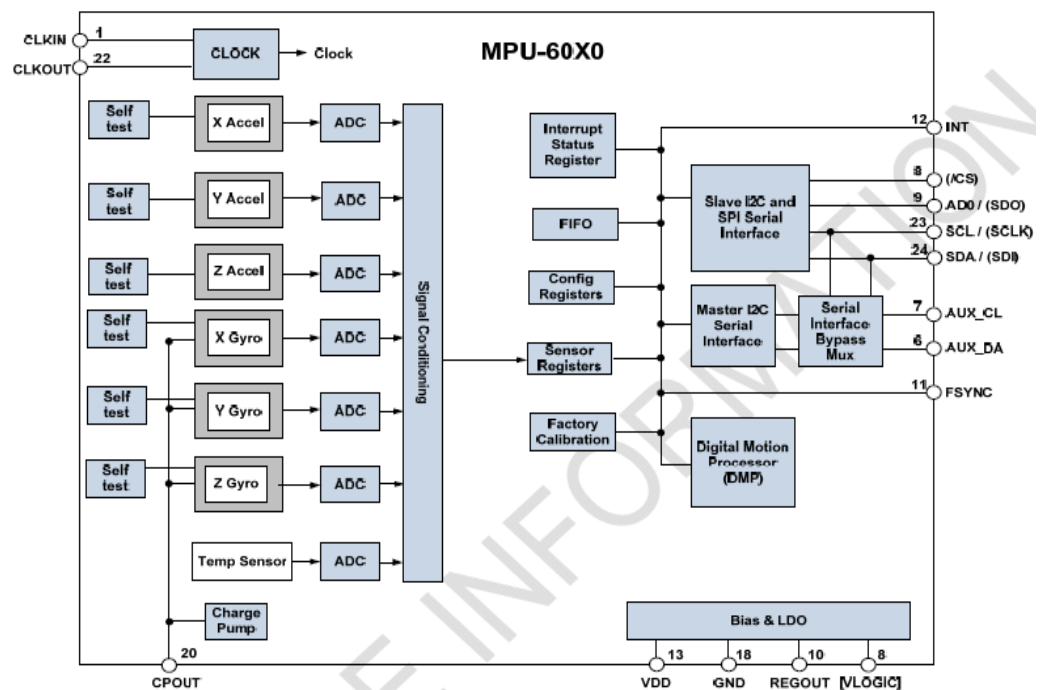 MPU-60X0
CLKIN
1
CLKOUT
22
CLOCK
Clock
Self
test
X Accel
ADC
Self
test
Y Accel
ADC
Self
test
Z Accel
ADC
Self
test
X Gyro
ADC
Self
test
Y Gyro
ADC
Self
test
Z Gyro
ADC
Temp Sensor
ADC
Charge
Pump
20
CPOUT
Signal Conditioning
Interrupt
Status
Register
FIFO
Config
Registers
Sensor
Registers
Factory
Calibration
Slave I2C and
SPI Serial
Interface
Master I2C
Serial
Interface
Serial
Interface
Bypass
Mux
Digital Motion
Processor
(DMP)
12
INT
8
(/CS)
9
AD0 / (SDO)
23
SCL / (SCLK)
24
SDA / (SDI)
7
AUX_CL
6
AUX_DA
11
FSYNC
Bias & LDO
13
18
10
8
VDD
GND
REGOUT
[VLOGIC]
INFORMATION